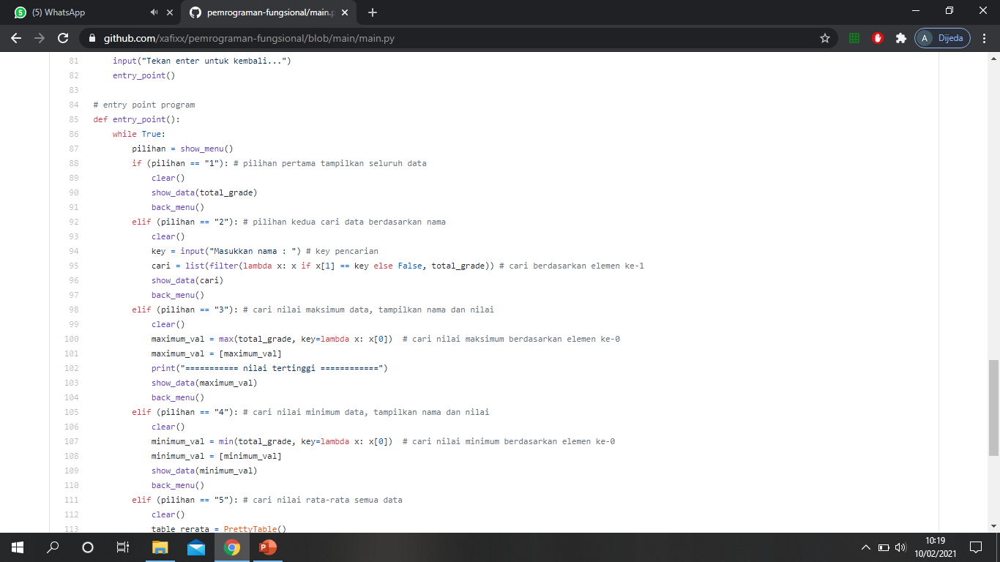 (5) WhatsApp
pemrograman-fungsional/main.p
github.com/xafixx/pemrograman-fungsional/blob/main/main.py
A Dijeda
81 input("Tekan enter untuk kembali...")
82 entry_point()
83
84 # entry point program
85 def entry_point():
86 while True:
87 pilihan = show_menu()
88 if (pilihan == "1"): # pilihan pertama tampilkan seluruh data
89 clear()
90 show_data(total_grade)
91 back_menu()
92 elif (pilihan == "2"): # pilihan kedua cari data berdasarkan nama
93 clear()
94 key = input("Masukkan nama : ") # key pencarian
95 cari = list(filter(lambda x: x if x[1] == key else False, total_grade)) # cari berdasarkan elemen ke-1
96 show_data(cari)
97 back_menu()
98 elif (pilihan == "3"): # cari nilai maksimum data, tampilkan nama dan nilai
99 clear()
100 maximum_val = max(total_grade, key=lambda x: x[0]) # cari nilai maksimum berdasarkan elemen ke-0
101 maximum_val = [maximum_val]
102 print("=========== nilai tertinggi ============")
103 show_data(maximum_val)
104 back_menu()
105 elif (pilihan == "4"): # cari nilai minimum data, tampilkan nama dan nilai
106 clear()
107 minimum_val = min(total_grade, key=lambda x: x[0]) # cari nilai minimum berdasarkan elemen ke-0
108 minimum_val = [minimum_val]
109 show_data(minimum_val)
110 back_menu()
111 elif (pilihan == "5"): # cari nilai rata-rata semua data
112 clear()
113 table_rerata = PrettyTable()
10:19
10/02/2021